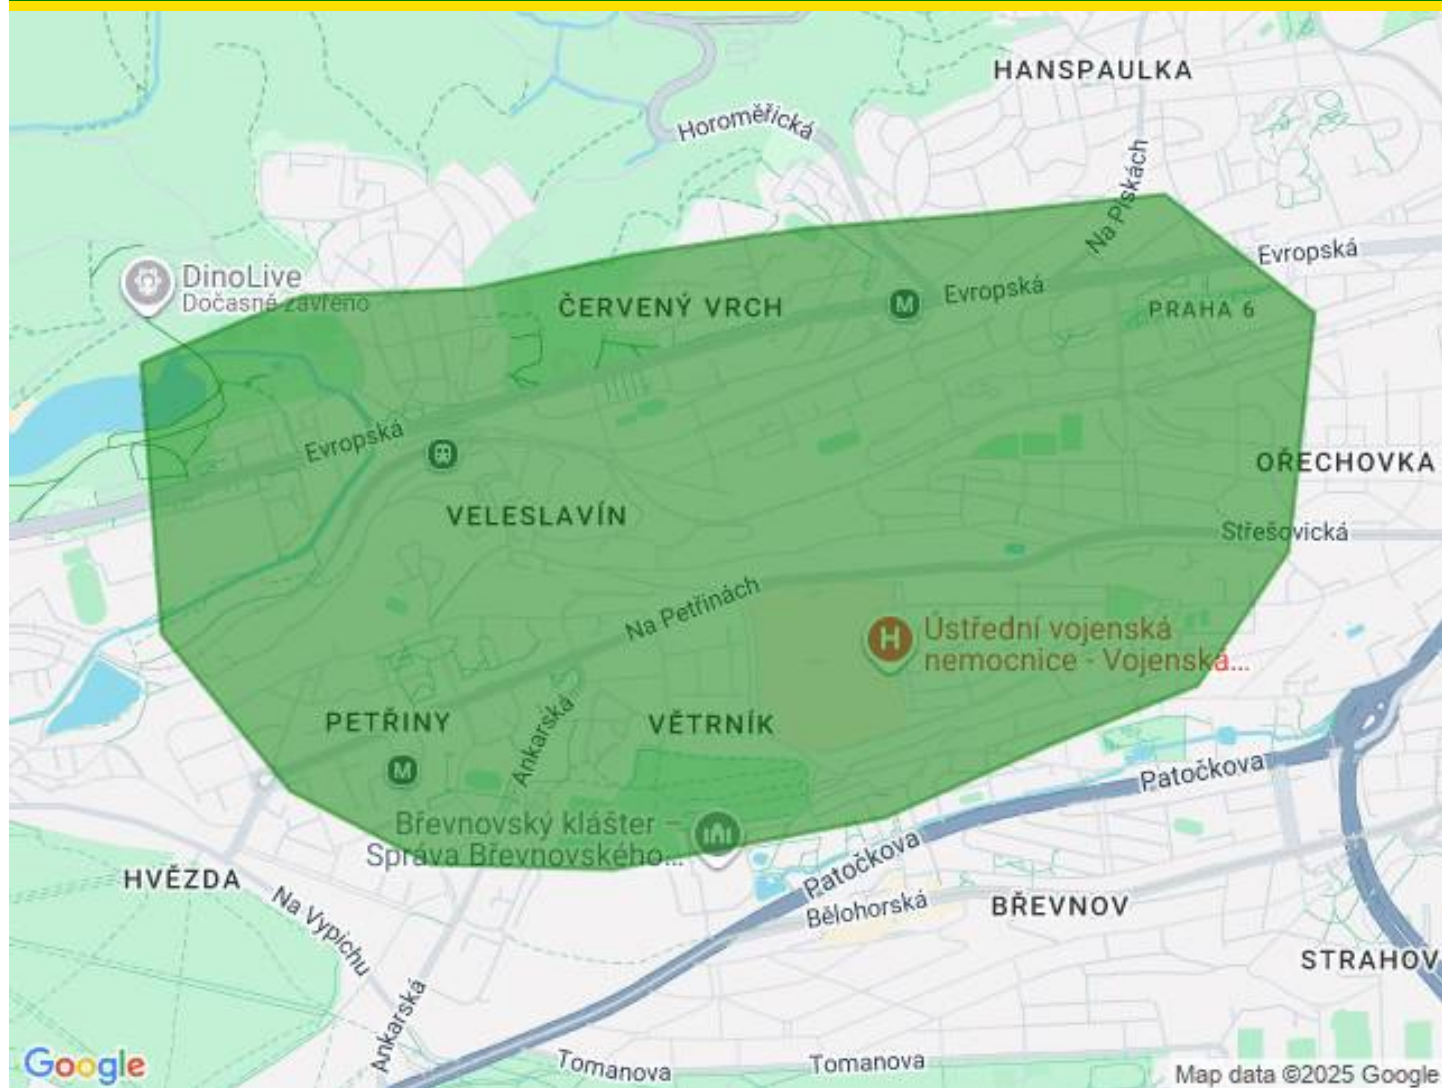 HANSPAULKA
Horoměřická
Na Pískách
Evropská
DinoLive
Dočasně zavřeno
ČERVENÝ VRCH
M
Evropská
PRAHA 6
Evropská
OŘECHOVKA
VELESLAVÍN
Střešovická
Na Petřinách
H
Ústřední vojenská
nemocnice - Vojenská...
PETŘINY
VĚTRNÍK
Ankarská
M
Patočkova
Břevnovský klášter –
Správa Břevnovského...
Patočkova
HVĚZDA
Na Vypichu
Bělohorská
BŘEVNOV
STRAHOV
Ankarská
Google
Tomanova
Tomanova
Map data ©2025 Google